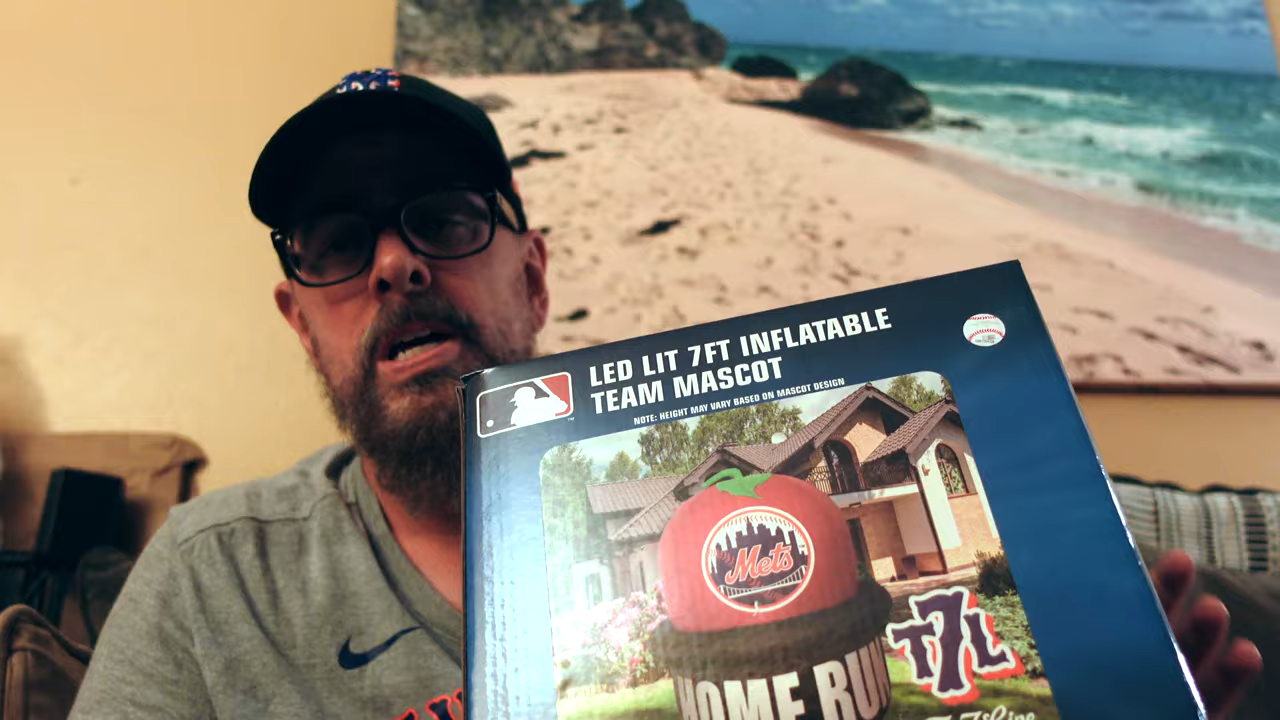 LED LIT 7FT INFLATABLE
TEAM MASCOT
NOTE: HEIGHT MAY VARY BASED ON MASCOT DESIGN
Mets
T7L
HOME RUN